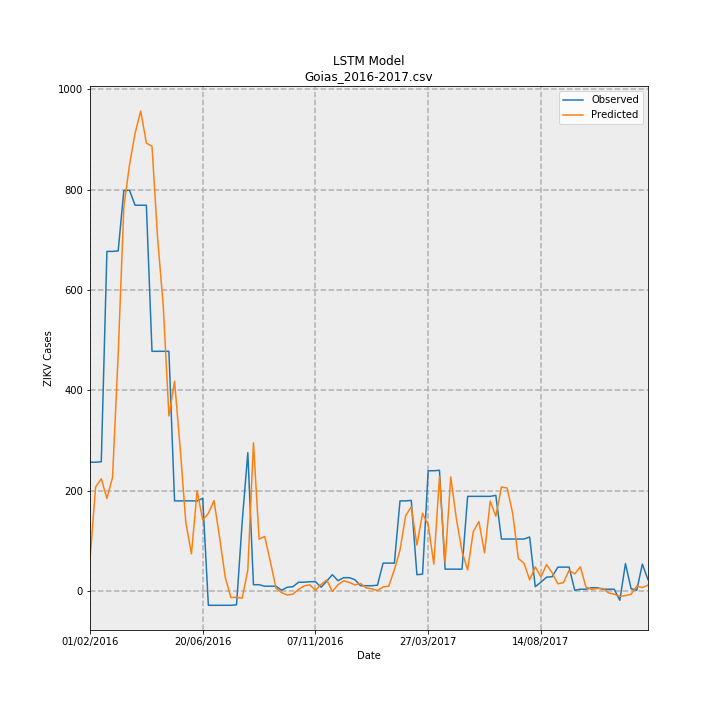 LSTM Model
Goias_2016-2017.csv
Observed
Predicted
1000
800
600
400
200
0
ZIKV Cases
01/02/2016 20/06/2016 07/11/2016 27/03/2017 14/08/2017
Date